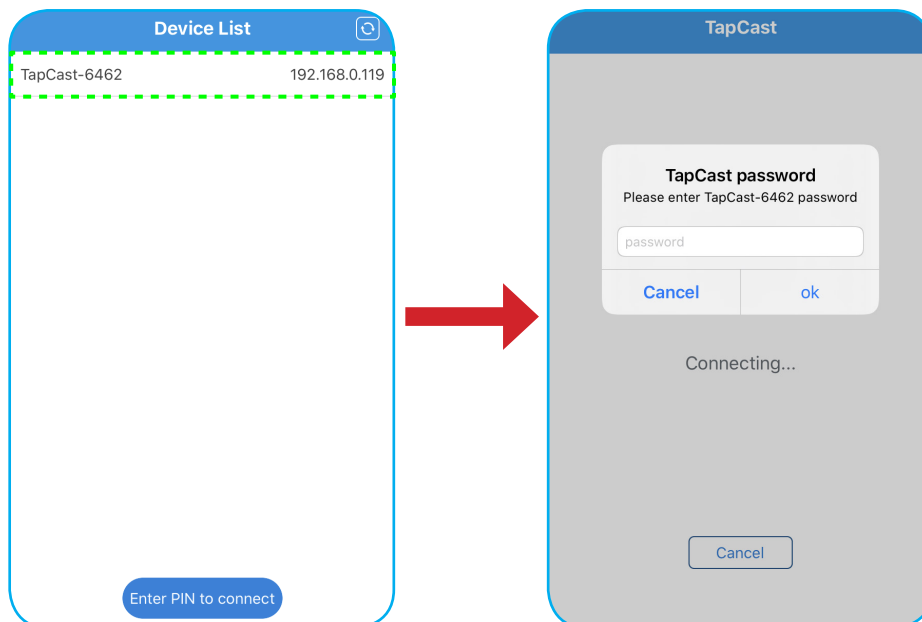 Device List
TapCast-6462 192.168.0.119
Enter PIN to connect
TapCast
TapCast password
Please enter TapCast-6462 password
password
Cancel ok
Connecting...
Cancel